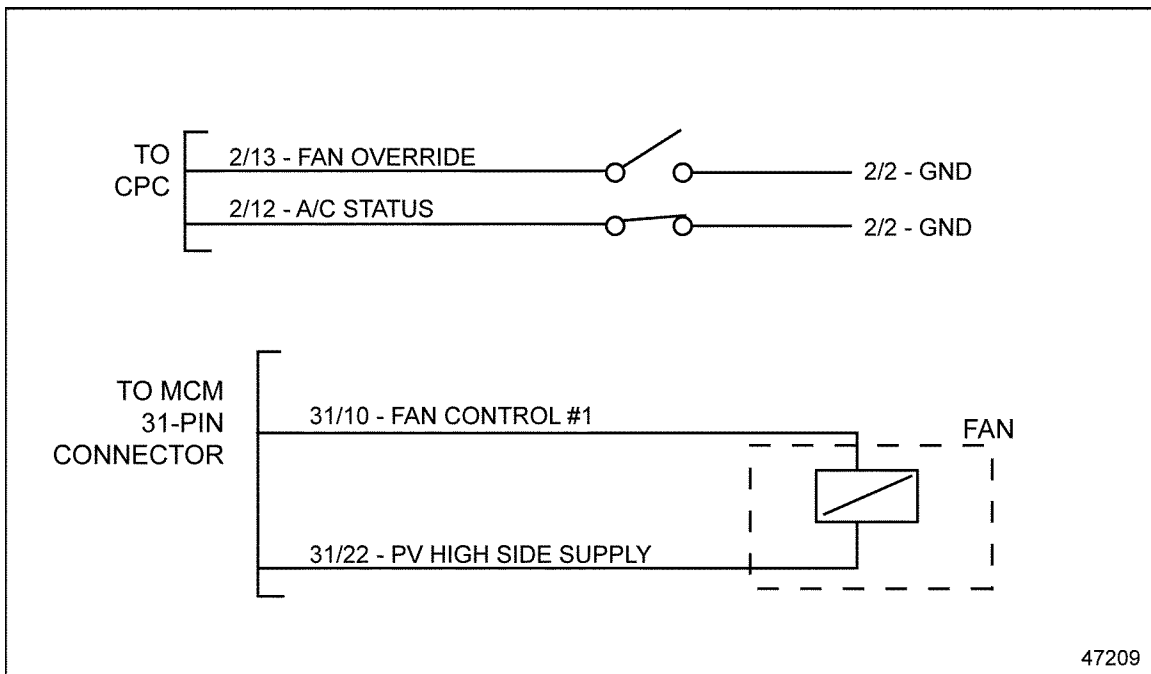 TO
CPC
2/13 - FAN OVERRIDE
2/2 - GND
2/12 - A/C STATUS
2/2 - GND
TO MCM
31-PIN
CONNECTOR
31/10 - FAN CONTROL #1
FAN
31/22 - PV HIGH SIDE SUPPLY
47209